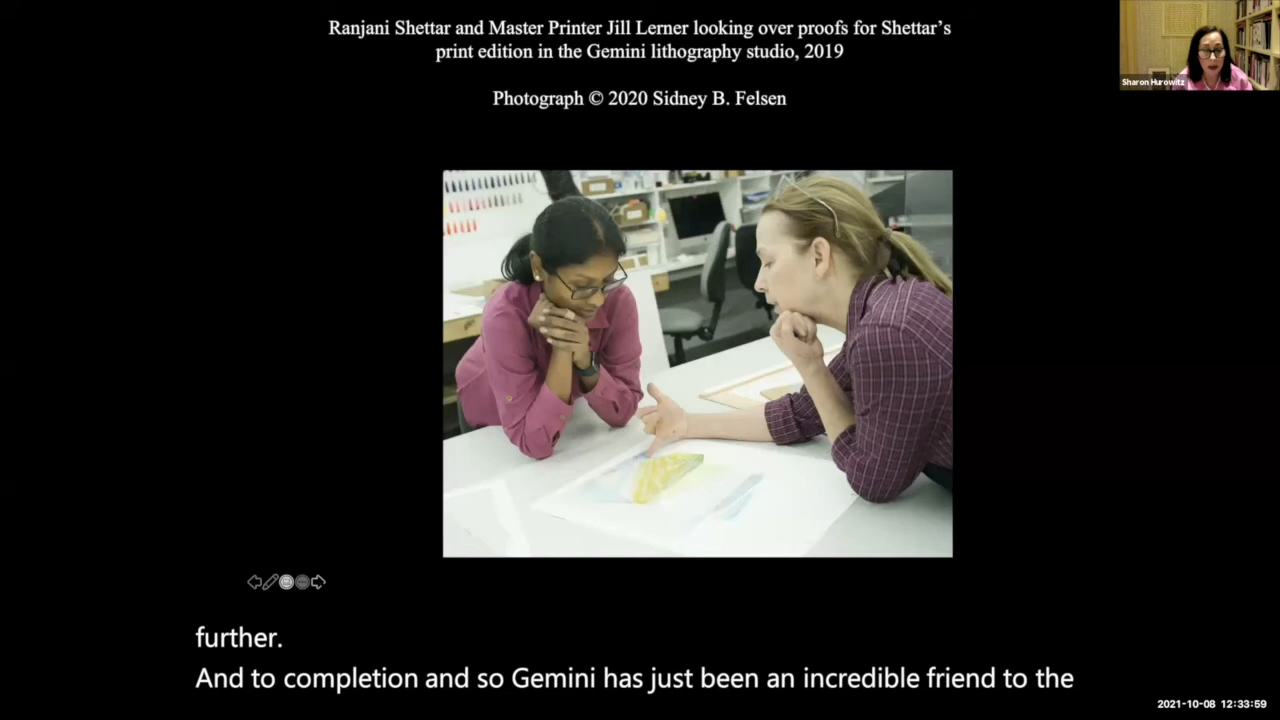 Ranjani Shettar and Master Printer Jill Lerner looking over proofs for Shettar’s
print edition in the Gemini lithography studio, 2019
Photograph © 2020 Sidney B. Felsen
Sharon Hurowitz
further.
And to completion and so Gemini has just been an incredible friend to the
2021-10-08 12:33:59